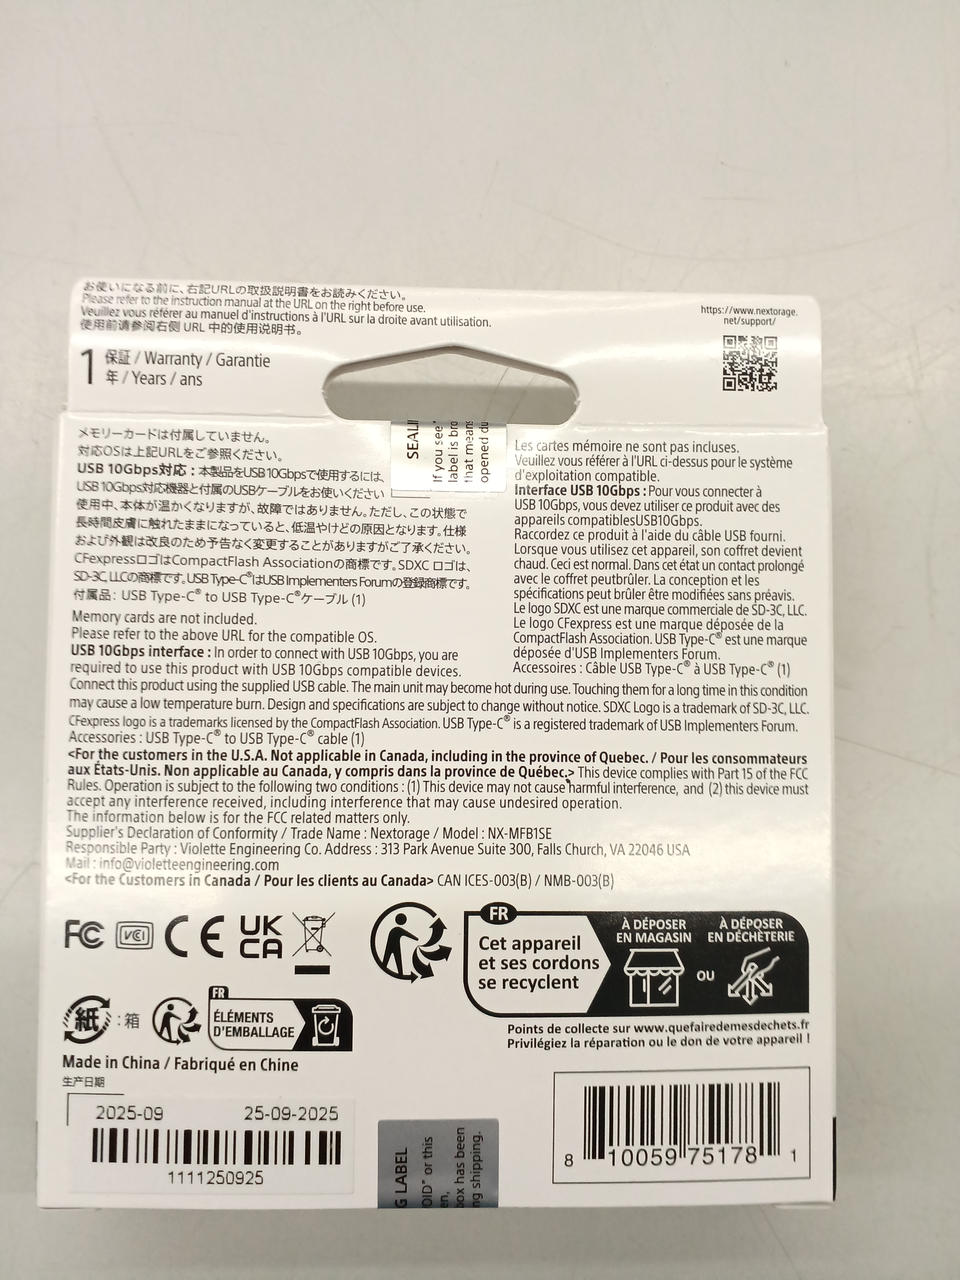 お使いになる前に、右記URLの取扱説明書をお読みください。
Please refer to the instruction manual at the URL on the right before use.
Veuillez vous référer au manuel d'instructions à l'URL sur la droite avant utilisation.
使用前请参阅右侧 URL 中的使用说明书。
https://www.nextorage.
net/support/
1 保証 / Warranty / Garantie
年 / Years / ans
メモリーカードは付属していません。
対応OSは上記URLをご参照ください。
USB 10Gbps対応：本製品をUSB 10Gbpsで使用するには、
USB 10Gbps対応機器と付属のUSBケーブルをお使いください
使用中、本体が温かくなりますが、故障ではありません。ただし、この状態で
長時間皮膚に触れたままになっていると、低温やけどの原因となります。仕様
および外観は改良のため予告なく変更することがありますがご了承ください。
CFexpressロゴはCompactFlash Associationの商標です。SDXC ロゴは、
SD-3C, LLCの商標です。USB Type-C®はUSB Implementers Forumの登録商標です。
付属品：USB Type-C® to USB Type-C®ケーブル (1)
SEALI
If you see "
label is bro
that means
opened du
Les cartes mémoire ne sont pas incluses.
Veuillez vous référer à l'URL ci-dessus pour le système
d'exploitation compatible.
Interface USB 10Gbps : Pour vous connecter à
USB 10Gbps, vous devez utiliser ce produit avec des
appareils compatiblesUSB10Gbps.
Raccordez ce produit à l'aide du câble USB fourni.
Lorsque vous utilisez cet appareil, son coffret devient
chaud. Ceci est normal. Dans cet état un contact prolongé
avec le coffret peutbrûler. La conception et les
spécifications peut brûler être modifiées sans préavis.
Le logo SDXC est une marque commerciale de SD-3C, LLC.
Le logo CFexpress est une marque déposée de la
CompactFlash Association. USB Type-C® est une marque
déposée d'USB Implementers Forum.
Accessoires : Câble USB Type-C® à USB Type-C® (1)
Memory cards are not included.
Please refer to the above URL for the compatible OS.
USB 10Gbps interface : In order to connect with USB 10Gbps, you are
required to use this product with USB 10Gbps compatible devices.
Connect this product using the supplied USB cable. The main unit may become hot during use. Touching them for a long time in this condition
may cause a low temperature burn. Design and specifications are subject to change without notice. SDXC Logo is a trademark of SD-3C, LLC.
CFexpress logo is a trademarks licensed by the CompactFlash Association. USB Type-C® is a registered trademark of USB Implementers Forum.
Accessories : USB Type-C® to USB Type-C® cable (1)
<For the customers in the U.S.A. Not applicable in Canada, including in the province of Quebec. / Pour les consommateurs
aux États-Unis. Non applicable au Canada, y compris dans la province de Québec.> This device complies with Part 15 of the FCC
Rules. Operation is subject to the following two conditions : (1) This device may not cause harmful interference, and (2) this device must
accept any interference received, including interference that may cause undesired operation.
The information below is for the FCC related matters only.
Supplier's Declaration of Conformity / Trade Name : Nextorage / Model : NX-MFB1SE
Responsible Party : Violette Engineering Co. Address : 313 Park Avenue Suite 300, Falls Church, VA 22046 USA
Mail : info@violetteengineering.com
<For the Customers in Canada / Pour les clients au Canada> CAN ICES-003(B) / NMB-003(B)
FC VCI CE UK CA
FR
Cet appareil
et ses cordons
se recyclent
À DÉPOSER
EN MAGASIN
OU
À DÉPOSER
EN DÉCHÈTERIE
紙 : 箱
FR
ÉLÉMENTS
D'EMBALLAGE
Points de collecte sur www.quefairedemesdechets.fr
Privilégiez la réparation ou le don de votre appareil !
Made in China / Fabriqué en Chine
生产日期
2025-09 25-09-2025
1111250925
G LABEL
OID" or this
en,
box has been
ng shipping.
8 10059 75178 1